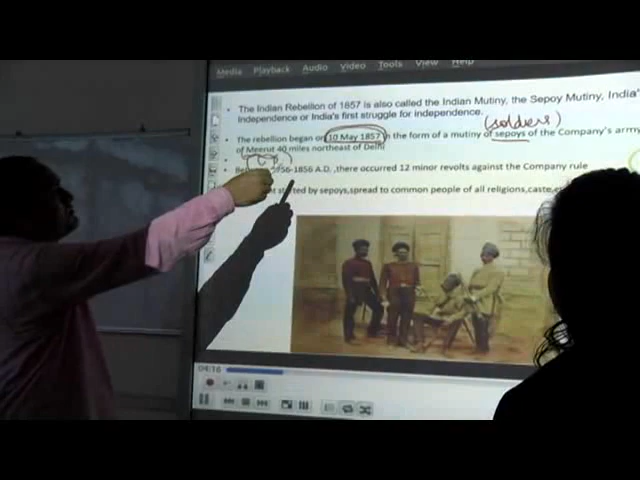 Media Playback Audio Video Tools View Help
The Indian Rebellion of 1857 is also called the Indian Mutiny, the Sepoy Mutiny, India's
Independence or India's first struggle for independence.
(soldiers)
The rebellion began on 10 May 1857 in the form of a mutiny of sepoys of the Company's army
of Meerut 40 miles northeast of Delhi
56-1856 A.D. ,there occurred 12 minor revolts against the Company rule
started by sepoys,spread to common people of all religions,caste,
04:16